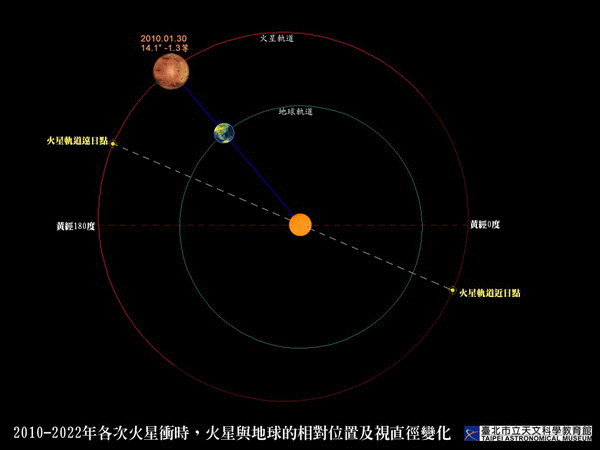 2010.01.30
14.1" -1.3等
火星軌道
地球軌道
火星軌道遠日點
黃經180度
黃經0度
火星軌道近日點
2010-2022年各次火星衝時，火星與地球的相對位置及視直徑變化
臺北市立天文科學教育館
TAIPEI ASTRONOMICAL MUSEUM